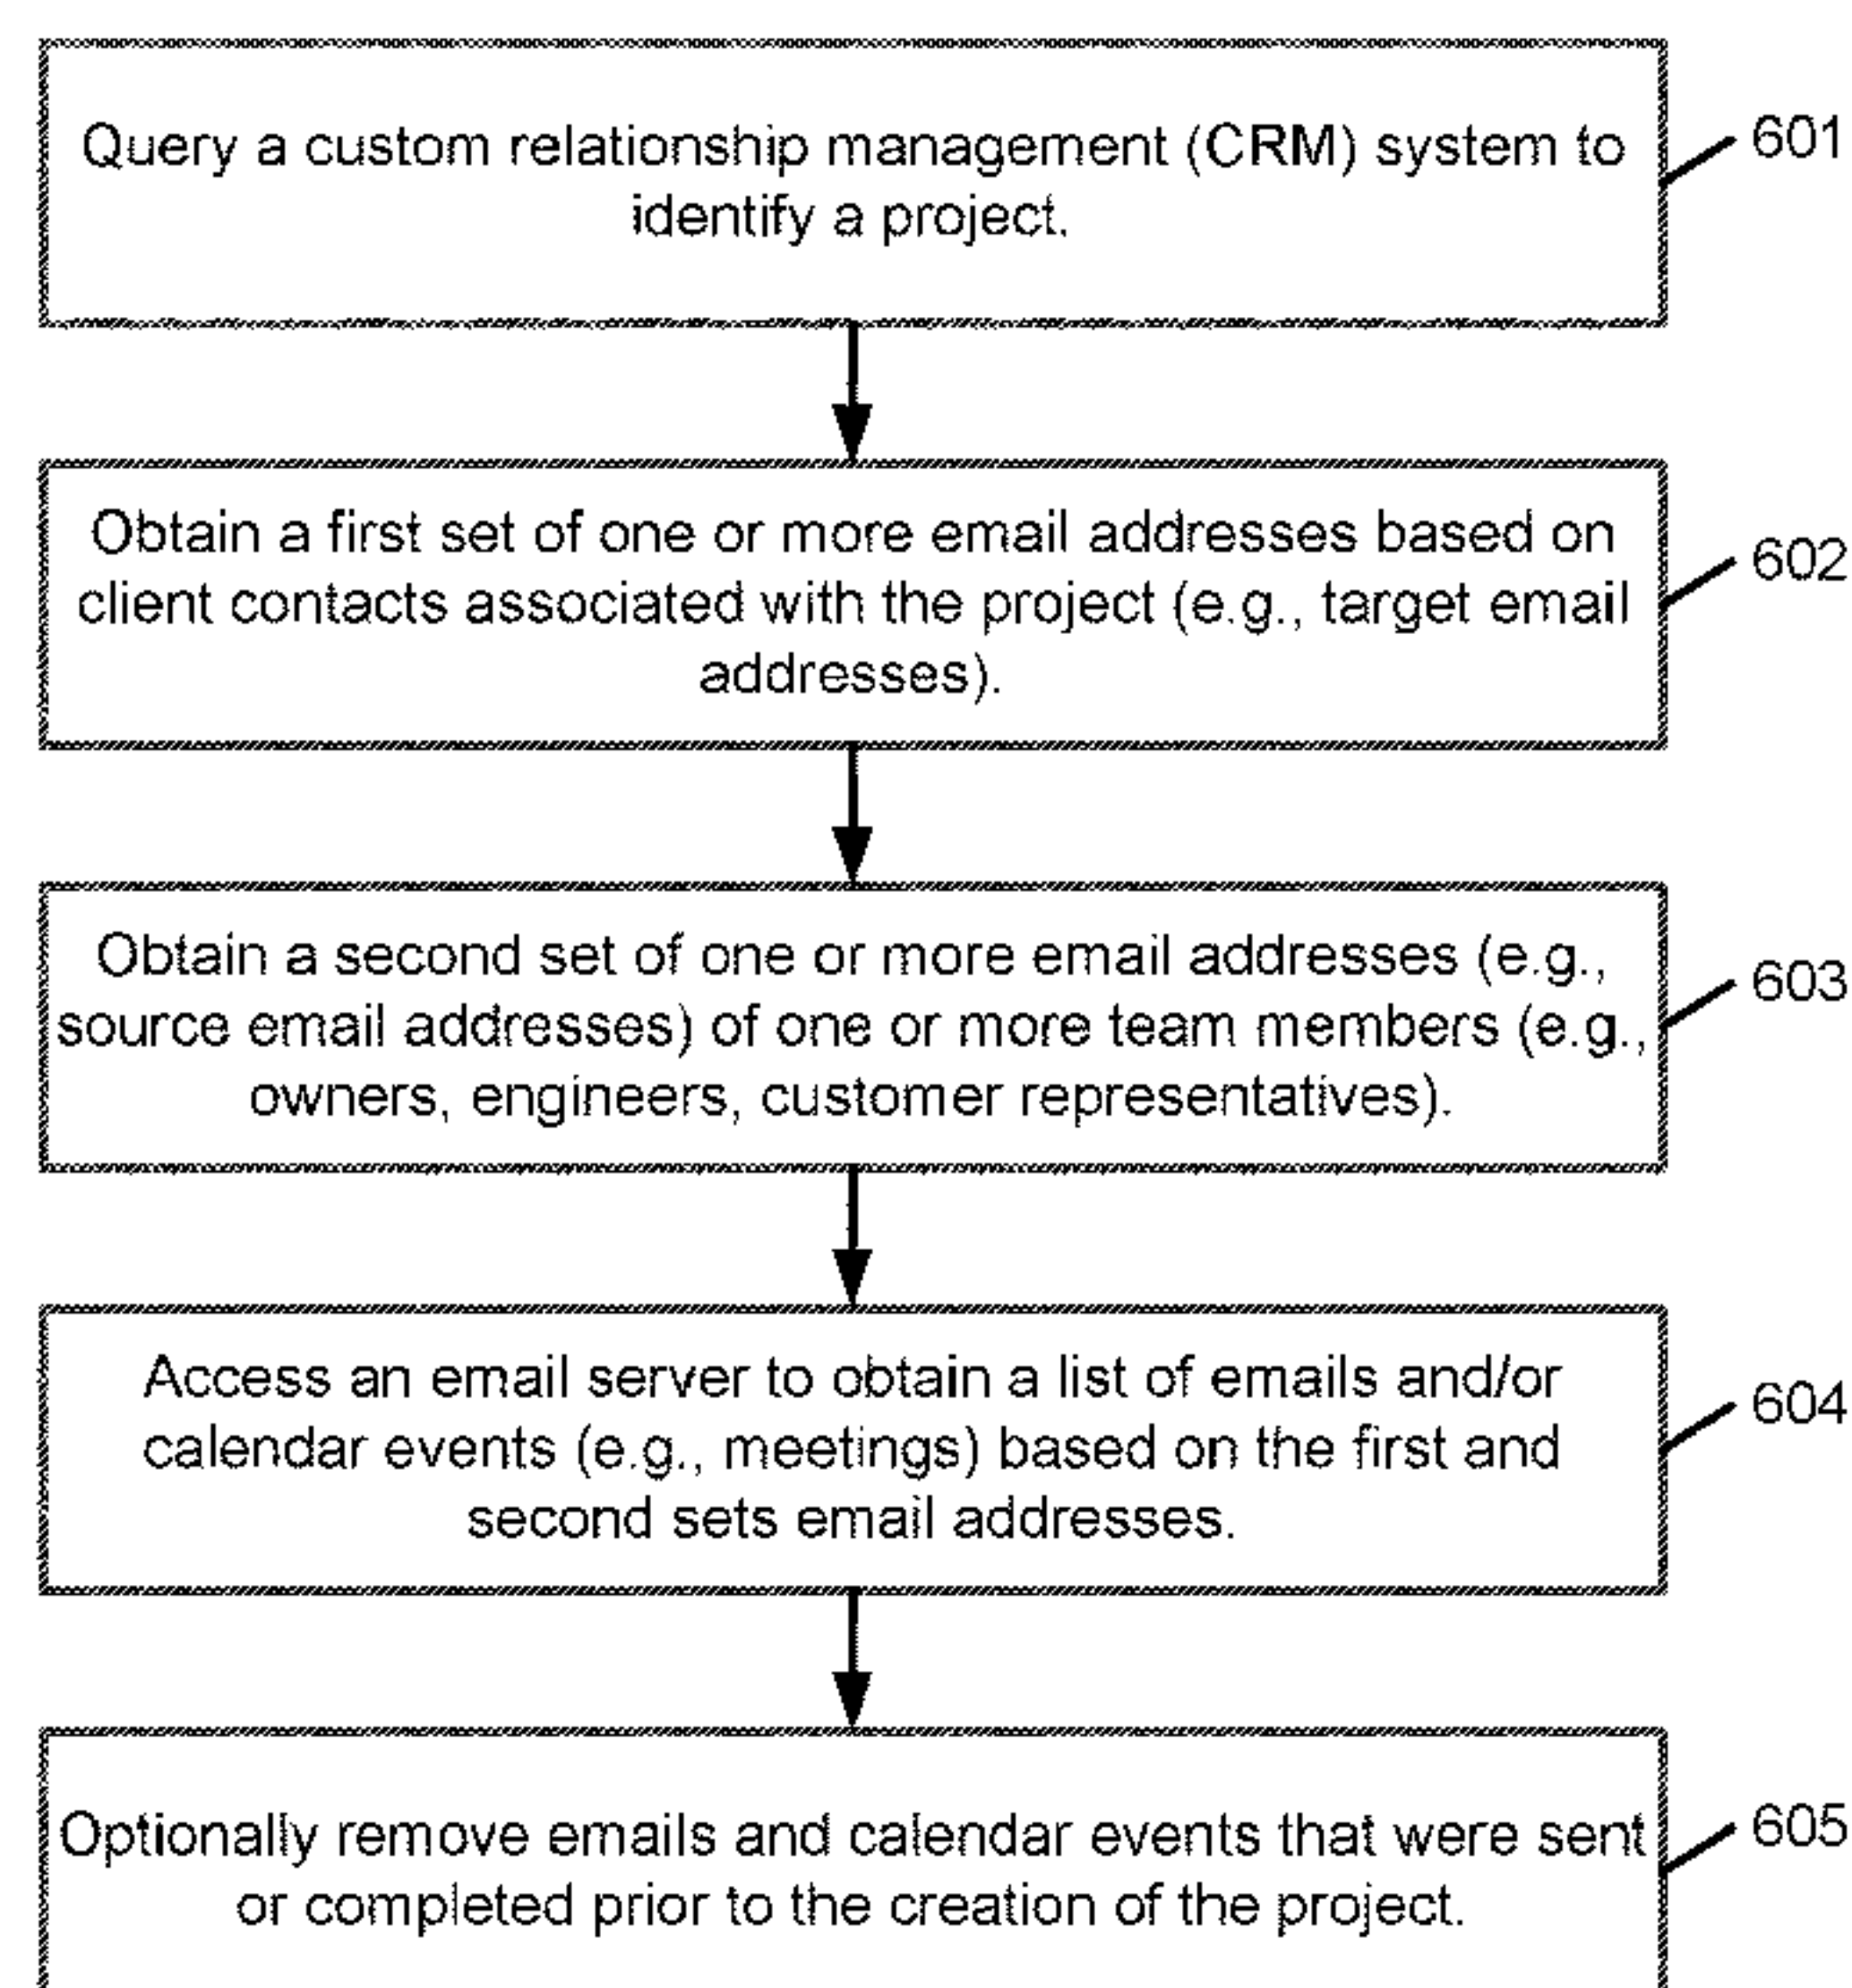 Query a custom relationship management (CRM) system to
identify a project.
601
Obtain a first set of one or more email addresses based on
client contacts associated with the project (e.g., target email
addresses).
602
Obtain a second set of one or more email addresses (e.g.,
source email addresses) of one or more team members (e.g.,
owners, engineers, customer representatives).
603
Access an email server to obtain a list of emails and/or
calendar events (e.g., meetings) based on the first and
second sets email addresses.
604
Optionally remove emails and calendar events that were sent
or completed prior to the creation of the project.
605